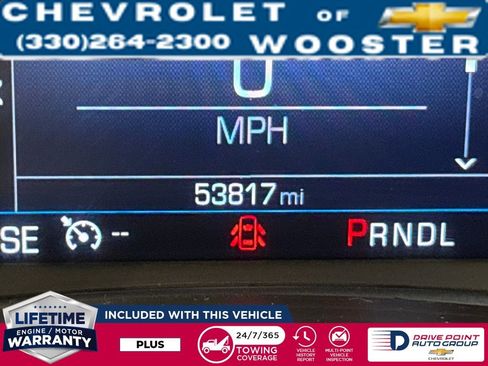 CHEVROLET OF
(330)264-2300 WOOSTER
0
MPH
53817 mi
SE -- PRNDL
LIFETIME
ENGINE / MOTOR
WARRANTY
INCLUDED WITH THIS VEHICLE
PLUS
24/7/365
TOWING
COVERAGE
VEHICLE
HISTORY
REPORT
MULTI-POINT
VEHICLE
INSPECTION
DRIVE POINT
AUTO GROUP
CHEVROLET